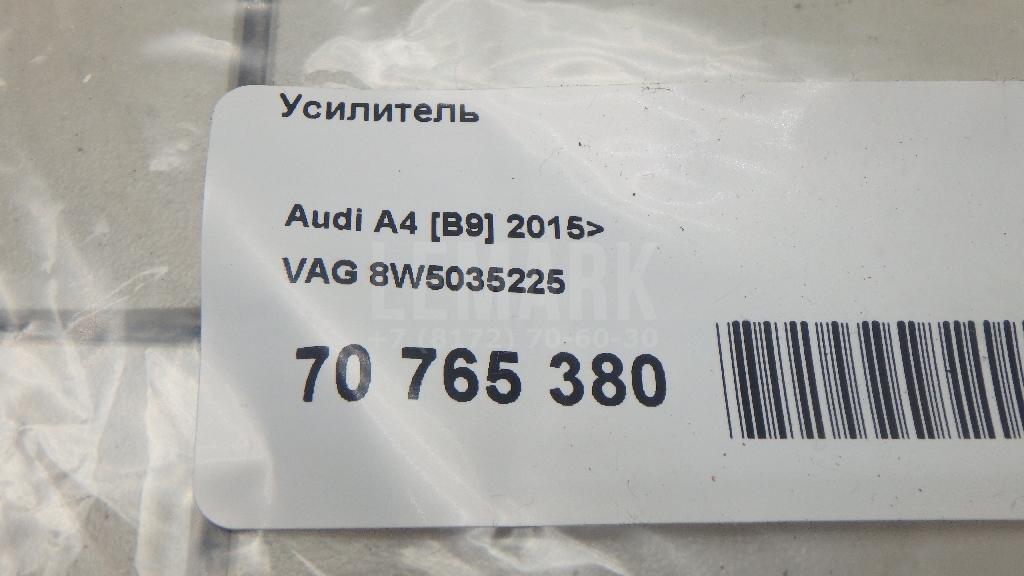 Усилитель
Audi A4 [B9] 2015>
VAG 8W5035225
LEMARK
+7 (8172) 70-60-30
70 765 380